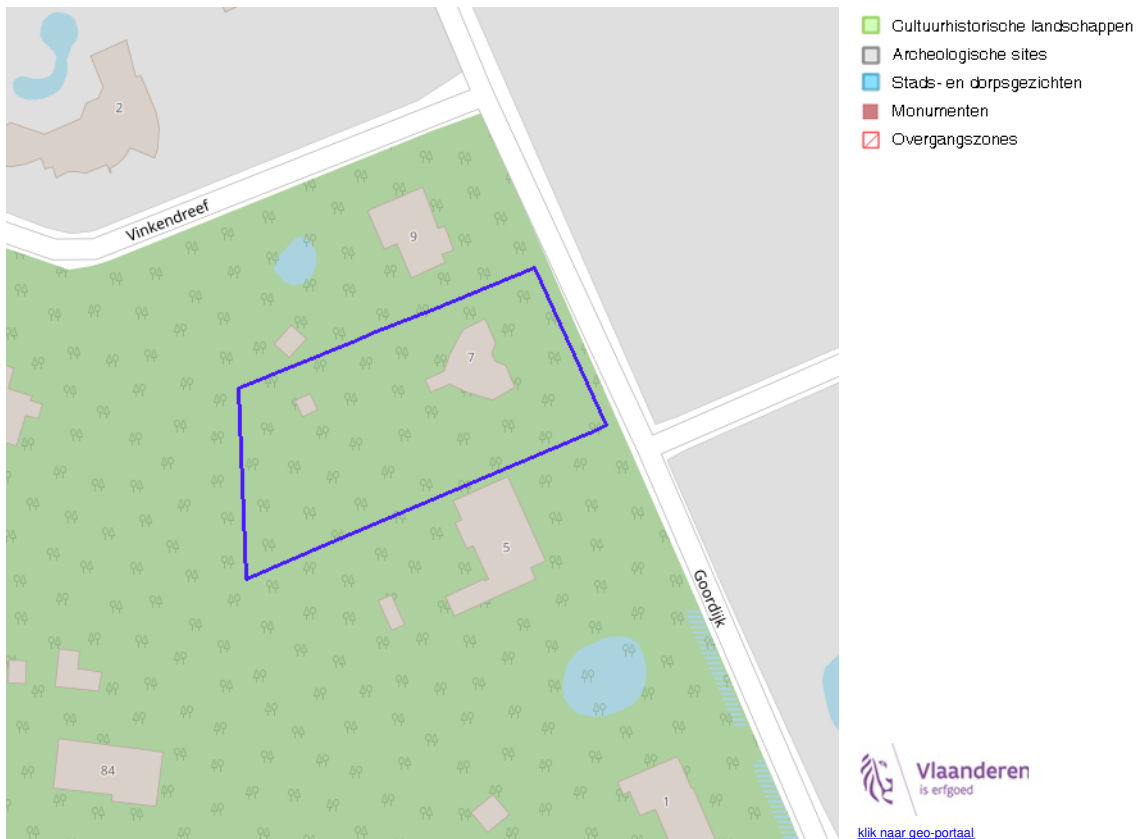 2
Vinkendreef
9
7
5
Goordijk
84
1
Cultuurhistorische landschappen
Archeologische sites
Stads- en dorpsgezichten
Monumenten
Overgangszones
Vlaanderen
is erfgoed
klik naar geo-portaal